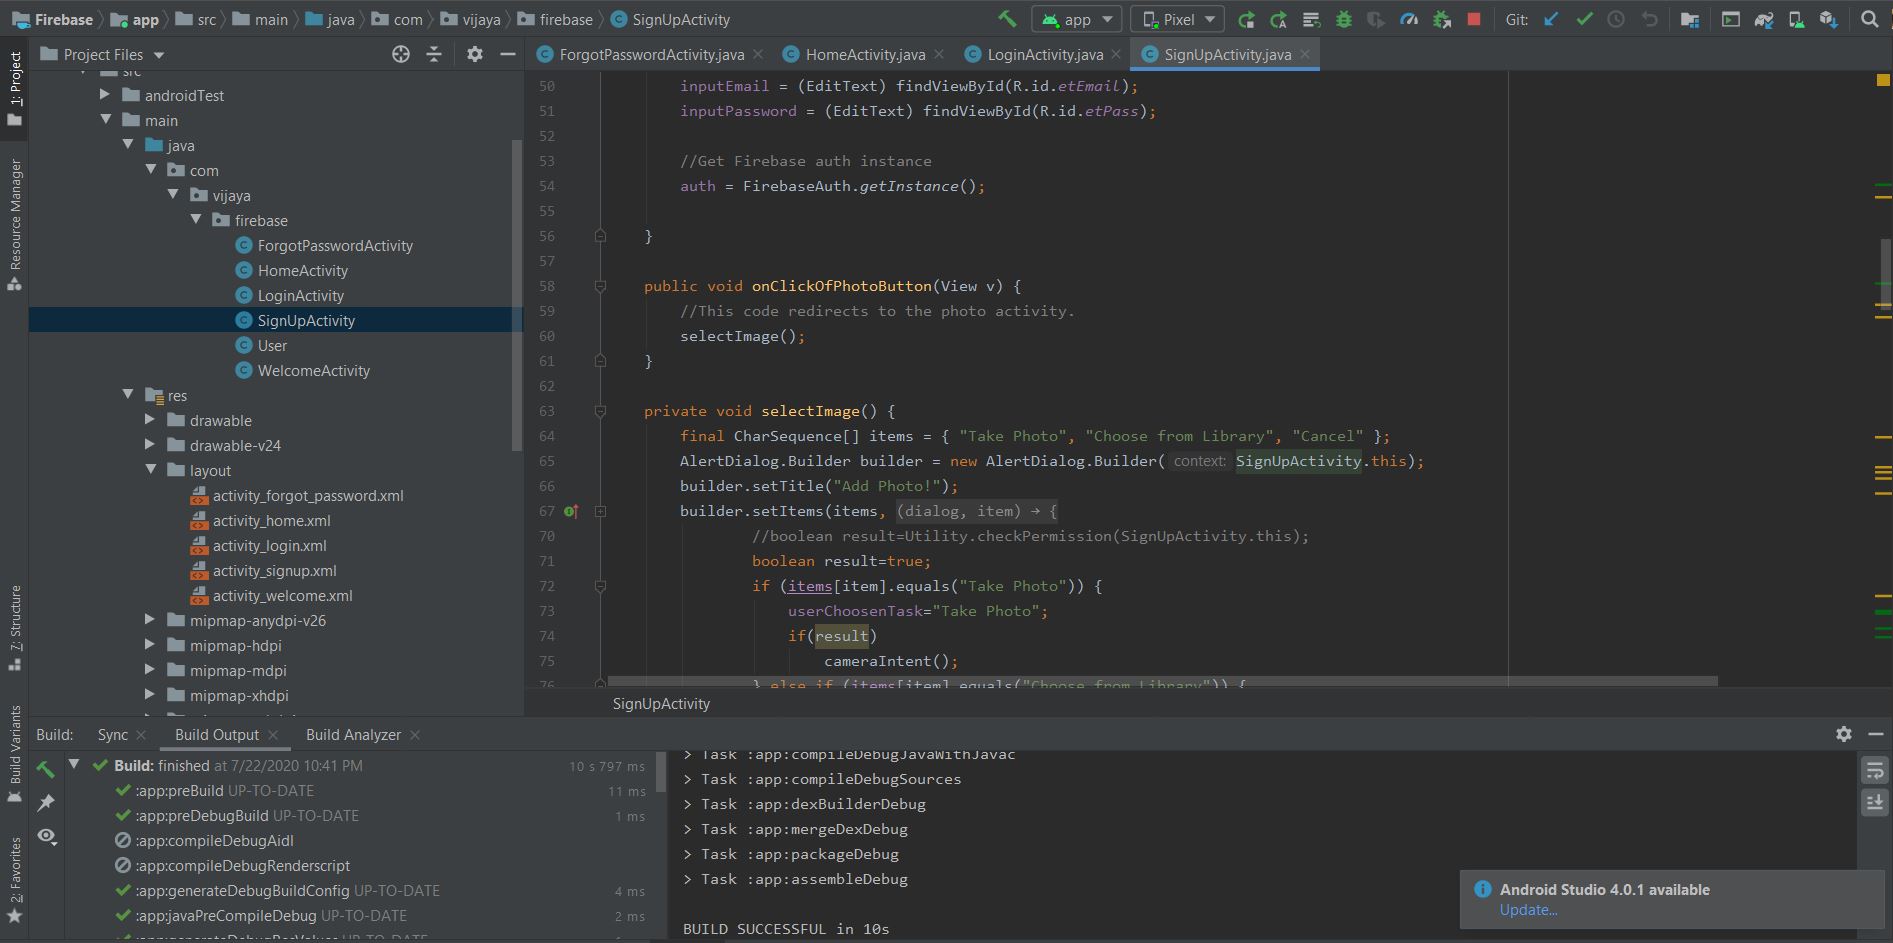 Firebase app src main java com vijaya firebase SignUpActivity app Pixel Git:
1: Project
Resource Manager
7: Structure
Build Variants
2: Favorites
Project Files
src
androidTest
main
java
com
vijaya
firebase
ForgotPasswordActivity
HomeActivity
LoginActivity
SignUpActivity
User
WelcomeActivity
res
drawable
drawable-v24
layout
activity_forgot_password.xml
activity_home.xml
activity_login.xml
activity_signup.xml
activity_welcome.xml
mipmap-anydpi-v26
mipmap-hdpi
mipmap-mdpi
mipmap-xhdpi
ForgotPasswordActivity.java HomeActivity.java LoginActivity.java SignUpActivity.java
50 inputEmail = (EditText) findViewById(R.id.etEmail);
51 inputPassword = (EditText) findViewById(R.id.etPass);
52
53 //Get Firebase auth instance
54 auth = FirebaseAuth.getInstance();
55
56 }
57
58 public void onClickOfPhotoButton(View v) {
59 //This code redirects to the photo activity.
60 selectImage();
61 }
62
63 private void selectImage() {
64 final CharSequence[] items = { "Take Photo", "Choose from Library", "Cancel" };
65 AlertDialog.Builder builder = new AlertDialog.Builder( context: SignUpActivity.this);
66 builder.setTitle("Add Photo!");
67 builder.setItems(items, (dialog, item) → {
70 //boolean result=Utility.checkPermission(SignUpActivity.this);
71 boolean result=true;
72 if (items[item].equals("Take Photo")) {
73 userChoosenTask="Take Photo";
74 if(result)
75 cameraIntent();
76 } else if (items[item].equals("Choose from Library")) {
SignUpActivity
Build: Sync Build Output Build Analyzer
Build: finished at 7/22/2020 10:41 PM 10 s 797 ms
:app:preBuild UP-TO-DATE 11 ms
:app:preDebugBuild UP-TO-DATE 1 ms
:app:compileDebugAidl
:app:compileDebugRenderscript
:app:generateDebugBuildConfig UP-TO-DATE 4 ms
:app:javaPreCompileDebug UP-TO-DATE 2 ms
> Task :app:compileDebugJavaWithJavac
> Task :app:compileDebugSources
> Task :app:dexBuilderDebug
> Task :app:mergeDexDebug
> Task :app:packageDebug
> Task :app:assembleDebug
BUILD SUCCESSFUL in 10s
Android Studio 4.0.1 available
Update...